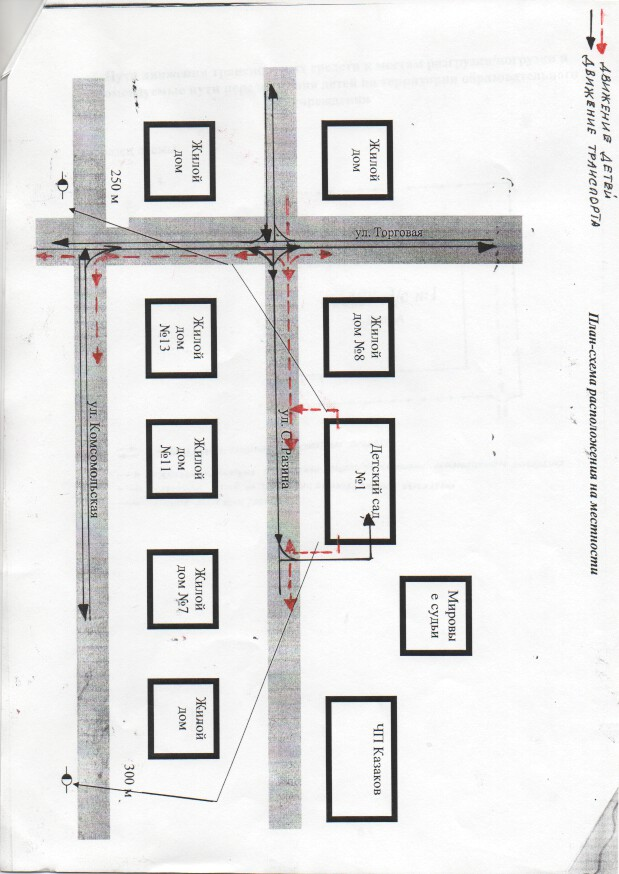 ДВИЖЕНИЕ ДЕТЕЙ
ДВИЖЕНИЕ ТРАНСПОРТА
План-схема расположения на местности
Мировы
е судьи
Жилой
дом
ул. Торговая
Жилой
дом №8
Детский сад
№1
ЧП Казаков
ул. С. Разина
Жилой
дом
Жилой
дом
№13
Жилой
дом
№11
Жилой
дом №7
Жилой
дом
250 м
300 м
ул. Комсомольская